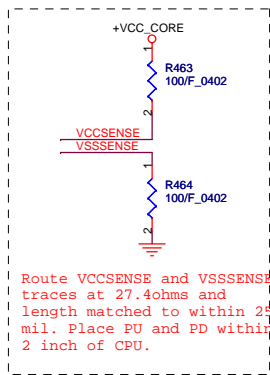 +VCC_CORE
1
R463
100/F_0402
2
VCCSENSE
VSSSENSE
1
R464
100/F_0402
2
Route VCCSENSE and VSSSENSE
traces at 27.4ohms and
length matched to within 25
mil. Place PU and PD within
2 inch of CPU.